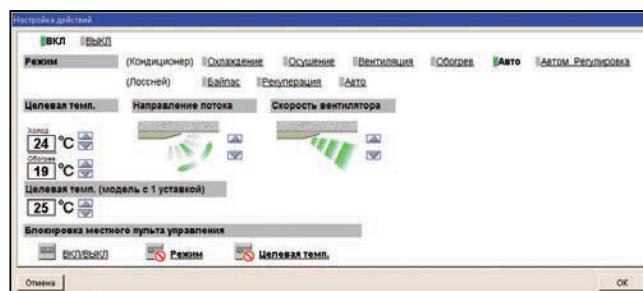 Настройка действий
ВКЛ ВЫКЛ
Режим (Кондиционер) Охлаждение Осушение Вентиляция Обогрев Авто Автом. Регулировка
(Лоссней) Байпас Рекуперация Авто
Целевая темп. Направление потока Скорость вентилятора
Холод
24 °C
Обогрев
19 °C
Целевая темп. (модель с 1 уставкой)
25 °C
Блокировка местного пульта управления
ВКЛ/ВЫКЛ Режим Целевая темп.
Отмена OK